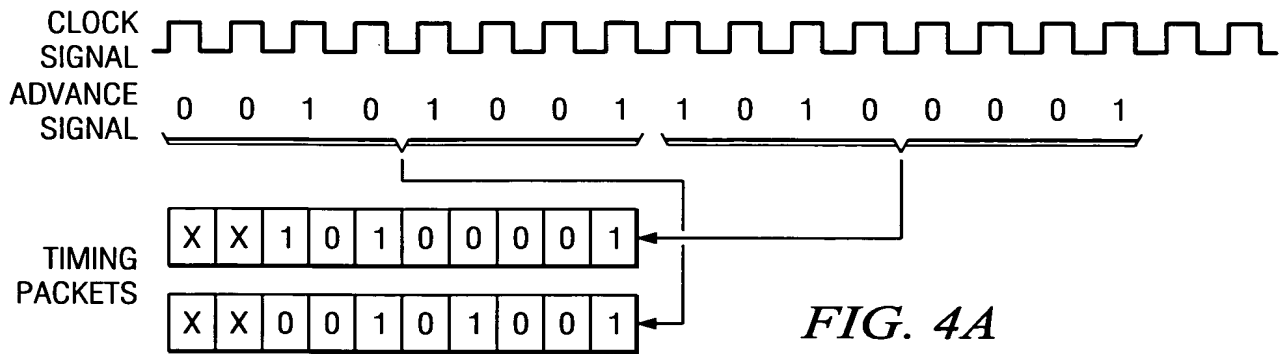 CLOCK
SIGNAL
ADVANCE
SIGNAL
0 0 1 0 1 0 0 1 1 0 1 0 0 0 0 1
TIMING
PACKETS
X X 1 0 1 0 0 0 0 1
X X 0 0 1 0 1 0 0 1
FIG. 4A